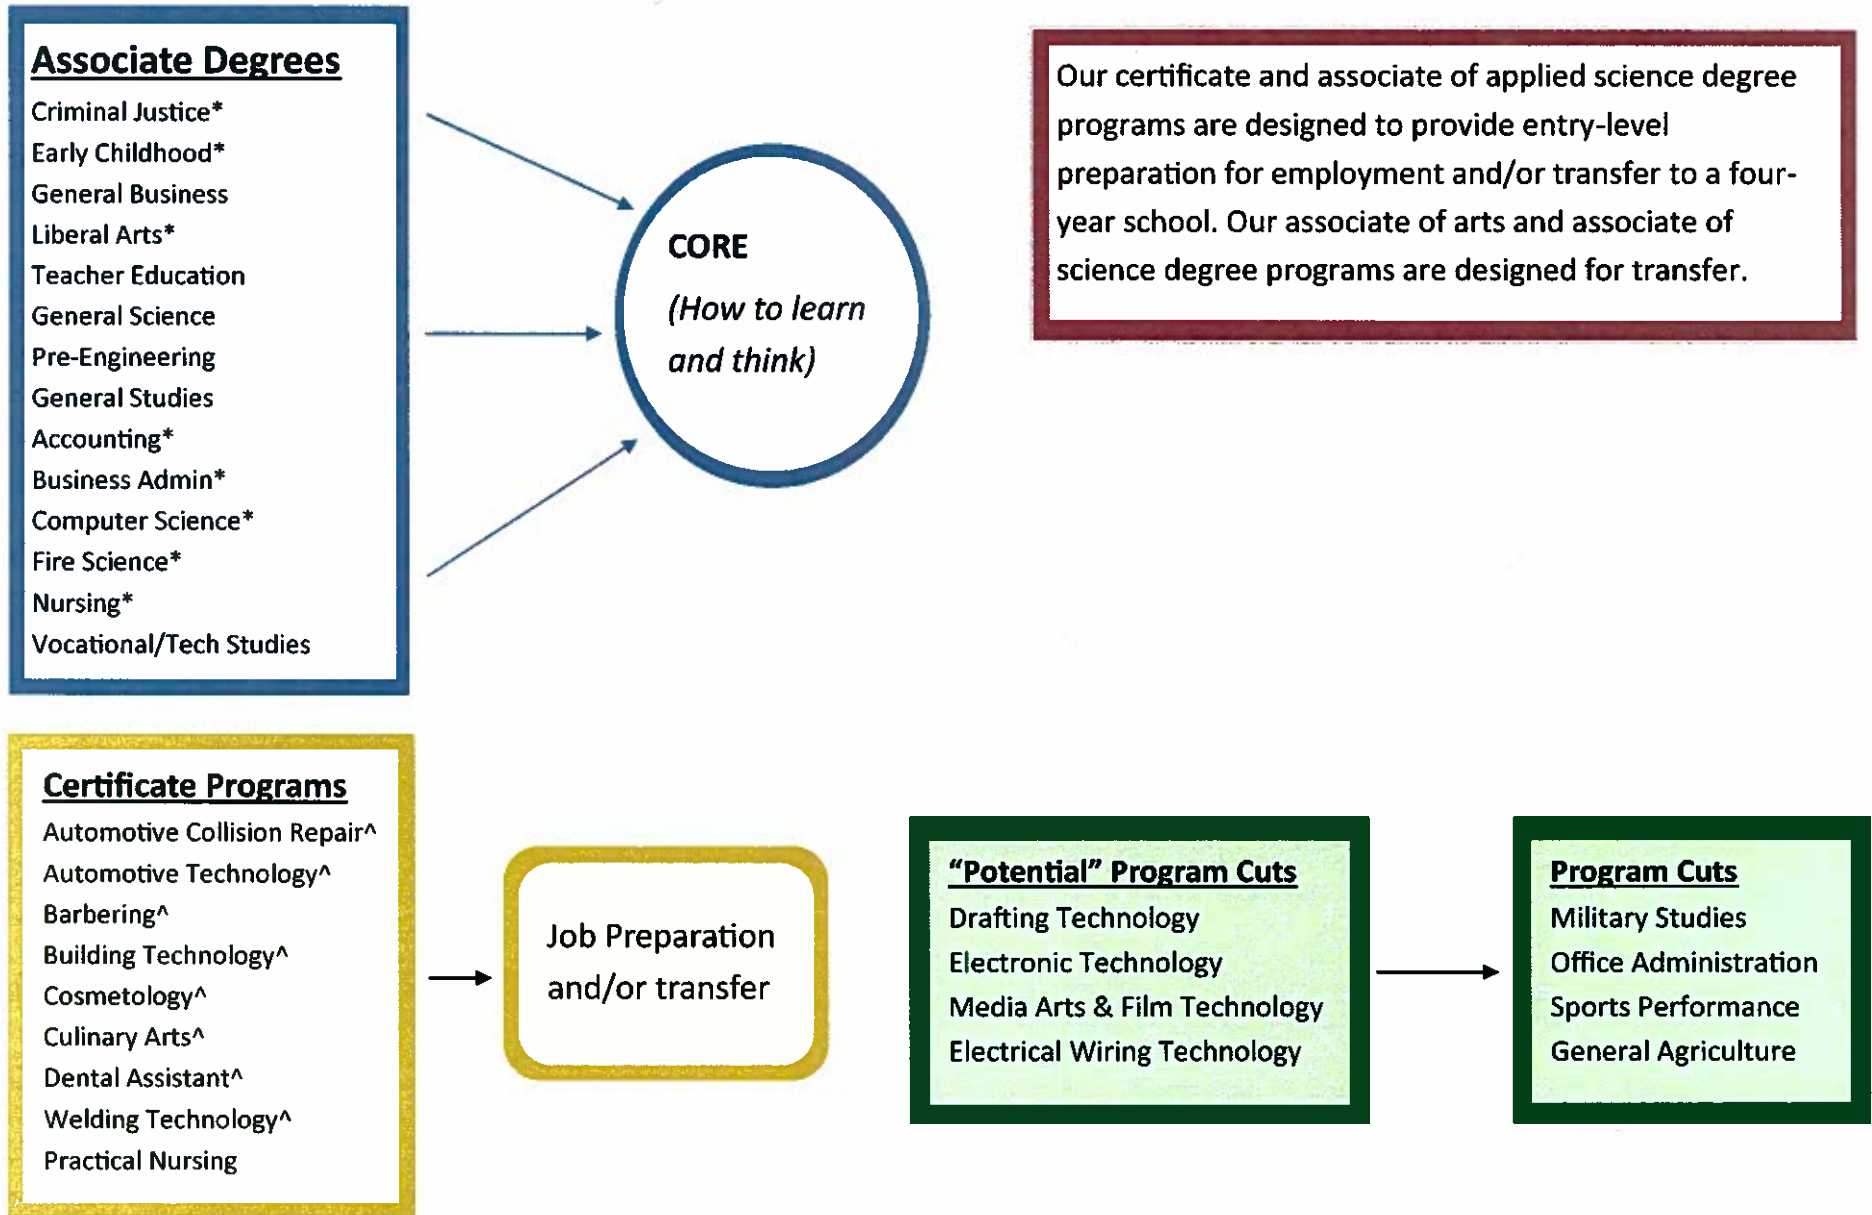 Associate Degrees
Criminal Justice*
Early Childhood*
General Business
Liberal Arts*
Teacher Education
General Science
Pre-Engineering
General Studies
Accounting*
Business Admin*
Computer Science*
Fire Science*
Nursing*
Vocational/Tech Studies
CORE
(How to learn
and think)
Our certificate and associate of applied science degree
programs are designed to provide entry-level
preparation for employment and/or transfer to a four-
year school. Our associate of arts and associate of
science degree programs are designed for transfer.
Certificate Programs
Automotive Collision Repair^
Automotive Technology^
Barbering^
Building Technology^
Cosmetology^
Culinary Arts^
Dental Assistant^
Welding Technology^
Practical Nursing
Job Preparation
and/or transfer
“Potential” Program Cuts
Drafting Technology
Electronic Technology
Media Arts & Film Technology
Electrical Wiring Technology
Program Cuts
Military Studies
Office Administration
Sports Performance
General Agriculture